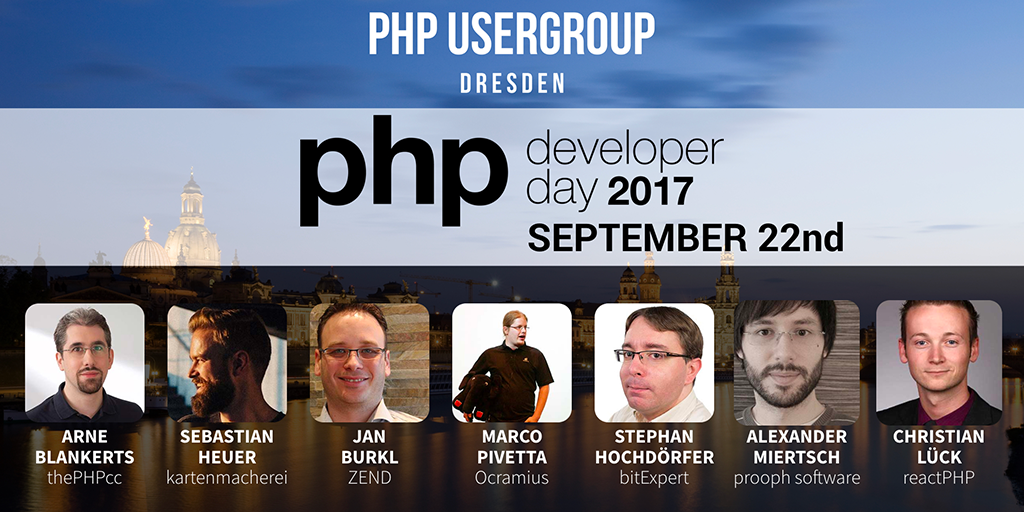 PHP USERGROUP
DRESDEN
php developer
day 2017
SEPTEMBER 22nd
ARNE
BLANKERTS
thePHPcc
SEBASTIAN
HEUER
kartenmacherei
JAN
BURKL
ZEND
MARCO
PIVETTA
Ocramius
STEPHAN
HOCHDÖRFER
bitExpert
ALEXANDER
MIERTSCH
prooph software
CHRISTIAN
LÜCK
reactPHP